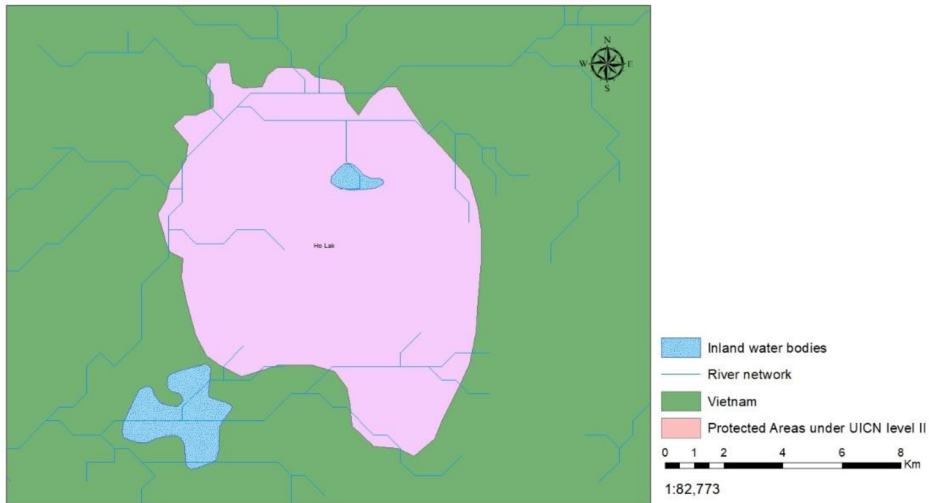 N
W E
S
Ho Lak
Inland water bodies
River network
Vietnam
Protected Areas under UICN level II
0 1 2 4 6 8
Km
1:82,773